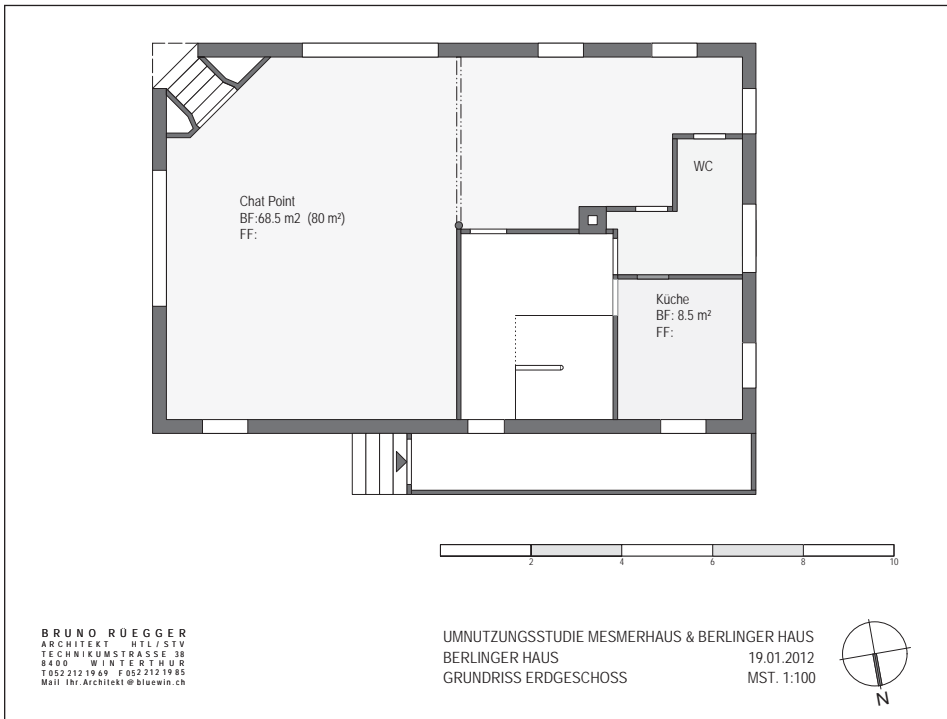 Chat Point
BF:68.5 m2 (80 m²)
FF:
WC
Küche
BF: 8.5 m²
FF:
2 4 6 8 10
BRUNO RÜEGGER
ARCHITEKT HTL/STV
TECHNIKUMSTRASSE 38
8400 WINTERTHUR
T052 212 19 69 F 052 212 19 85
Mail Ihr.Architekt@bluewin.ch
UMNUTZUNGSSTUDIE MESMERHAUS & BERLINGER HAUS
BERLINGER HAUS 19.01.2012
GRUNDRISS ERDGESCHOSS MST. 1:100
N